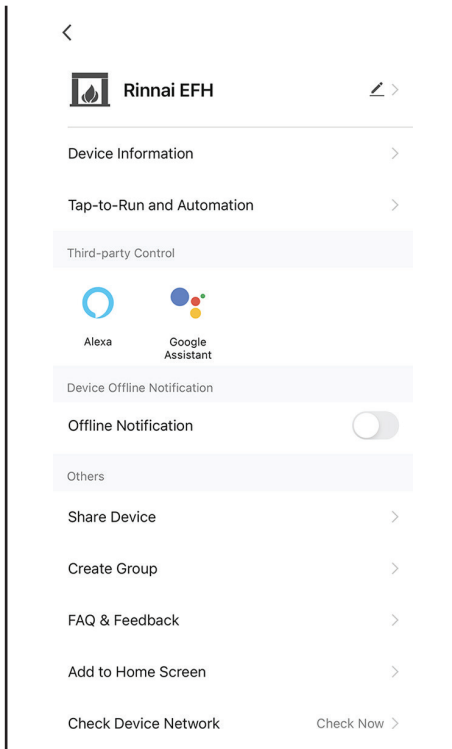 Rinnai EFH
Device Information
Tap-to-Run and Automation
Third-party Control
Alexa
Google
Assistant
Device Offline Notification
Offline Notification
Others
Share Device
Create Group
FAQ & Feedback
Add to Home Screen
Check Device Network Check Now